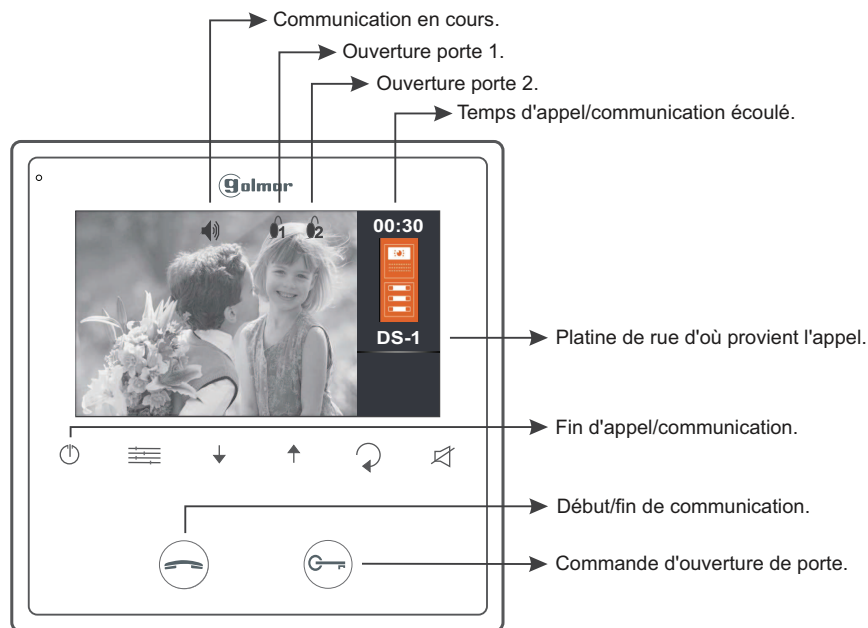 Communication en cours.
Ouverture porte 1.
Ouverture porte 2.
Temps d'appel/communication écoulé.
golmar
1 2
00:30
DS-1
Platine de rue d'où provient l'appel.
Fin d'appel/communication.
Début/fin de communication.
Commande d'ouverture de porte.